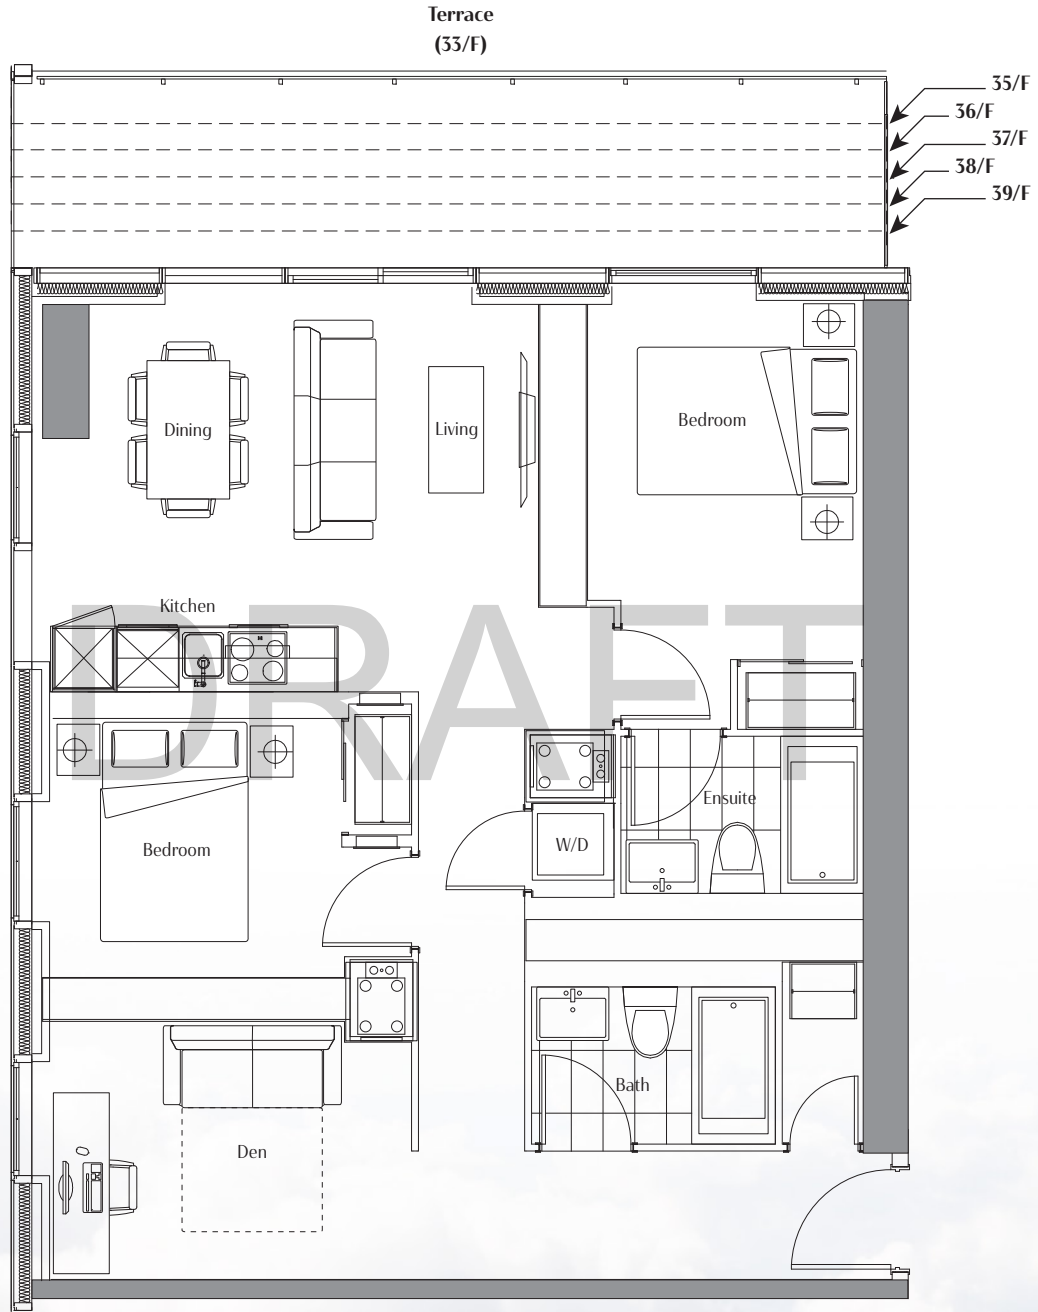 Terrace
(33/F)
35/F
36/F
37/F
38/F
39/F
Dining
Living
Bedroom
Kitchen
DRAFT
Ensuite
W/D
Bedroom
Bath
Den